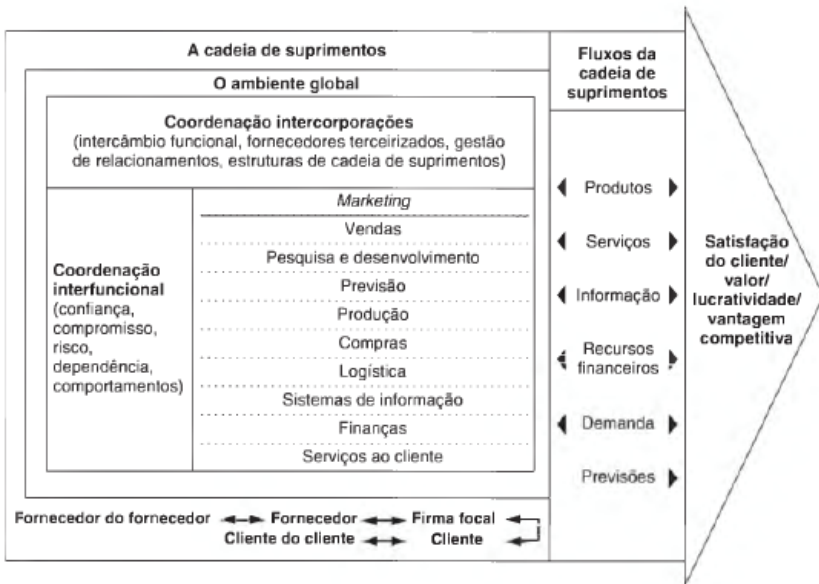 A cadeia de suprimentos
O ambiente global
Coordenação intercorporações
(intercâmbio funcional, fornecedores terceirizados, gestão
de relacionamentos, estruturas de cadeia de suprimentos)
Coordenação
interfuncional
(confiança,
compromisso,
risco,
dependência,
comportamentos)
Marketing
Vendas
Pesquisa e desenvolvimento
Previsão
Produção
Compras
Logística
Sistemas de informação
Finanças
Serviços ao cliente
Fornecedor do fornecedor Fornecedor Firma focal
Cliente do cliente Cliente
Fluxos da
cadeia de
suprimentos
Produtos
Serviços
Informação
Recursos
financeiros
Demanda
Previsões
Satisfação
do cliente/
valor/
lucratividade/
vantagem
competitiva